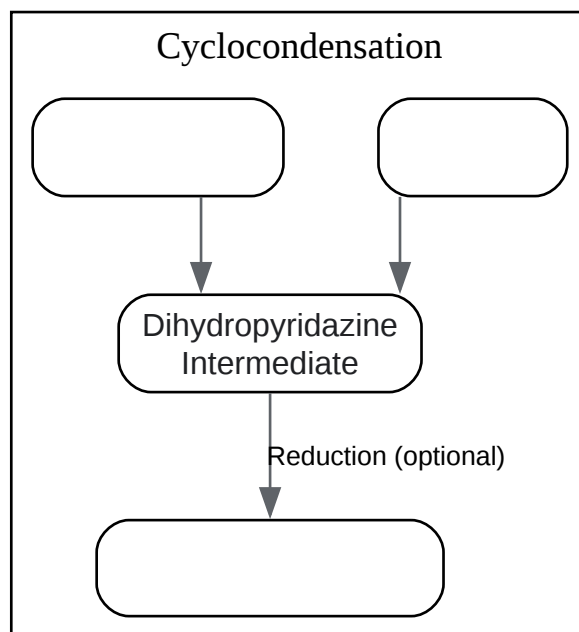 Cyclocondensation
Dihydropyridazine
Intermediate
Reduction (optional)